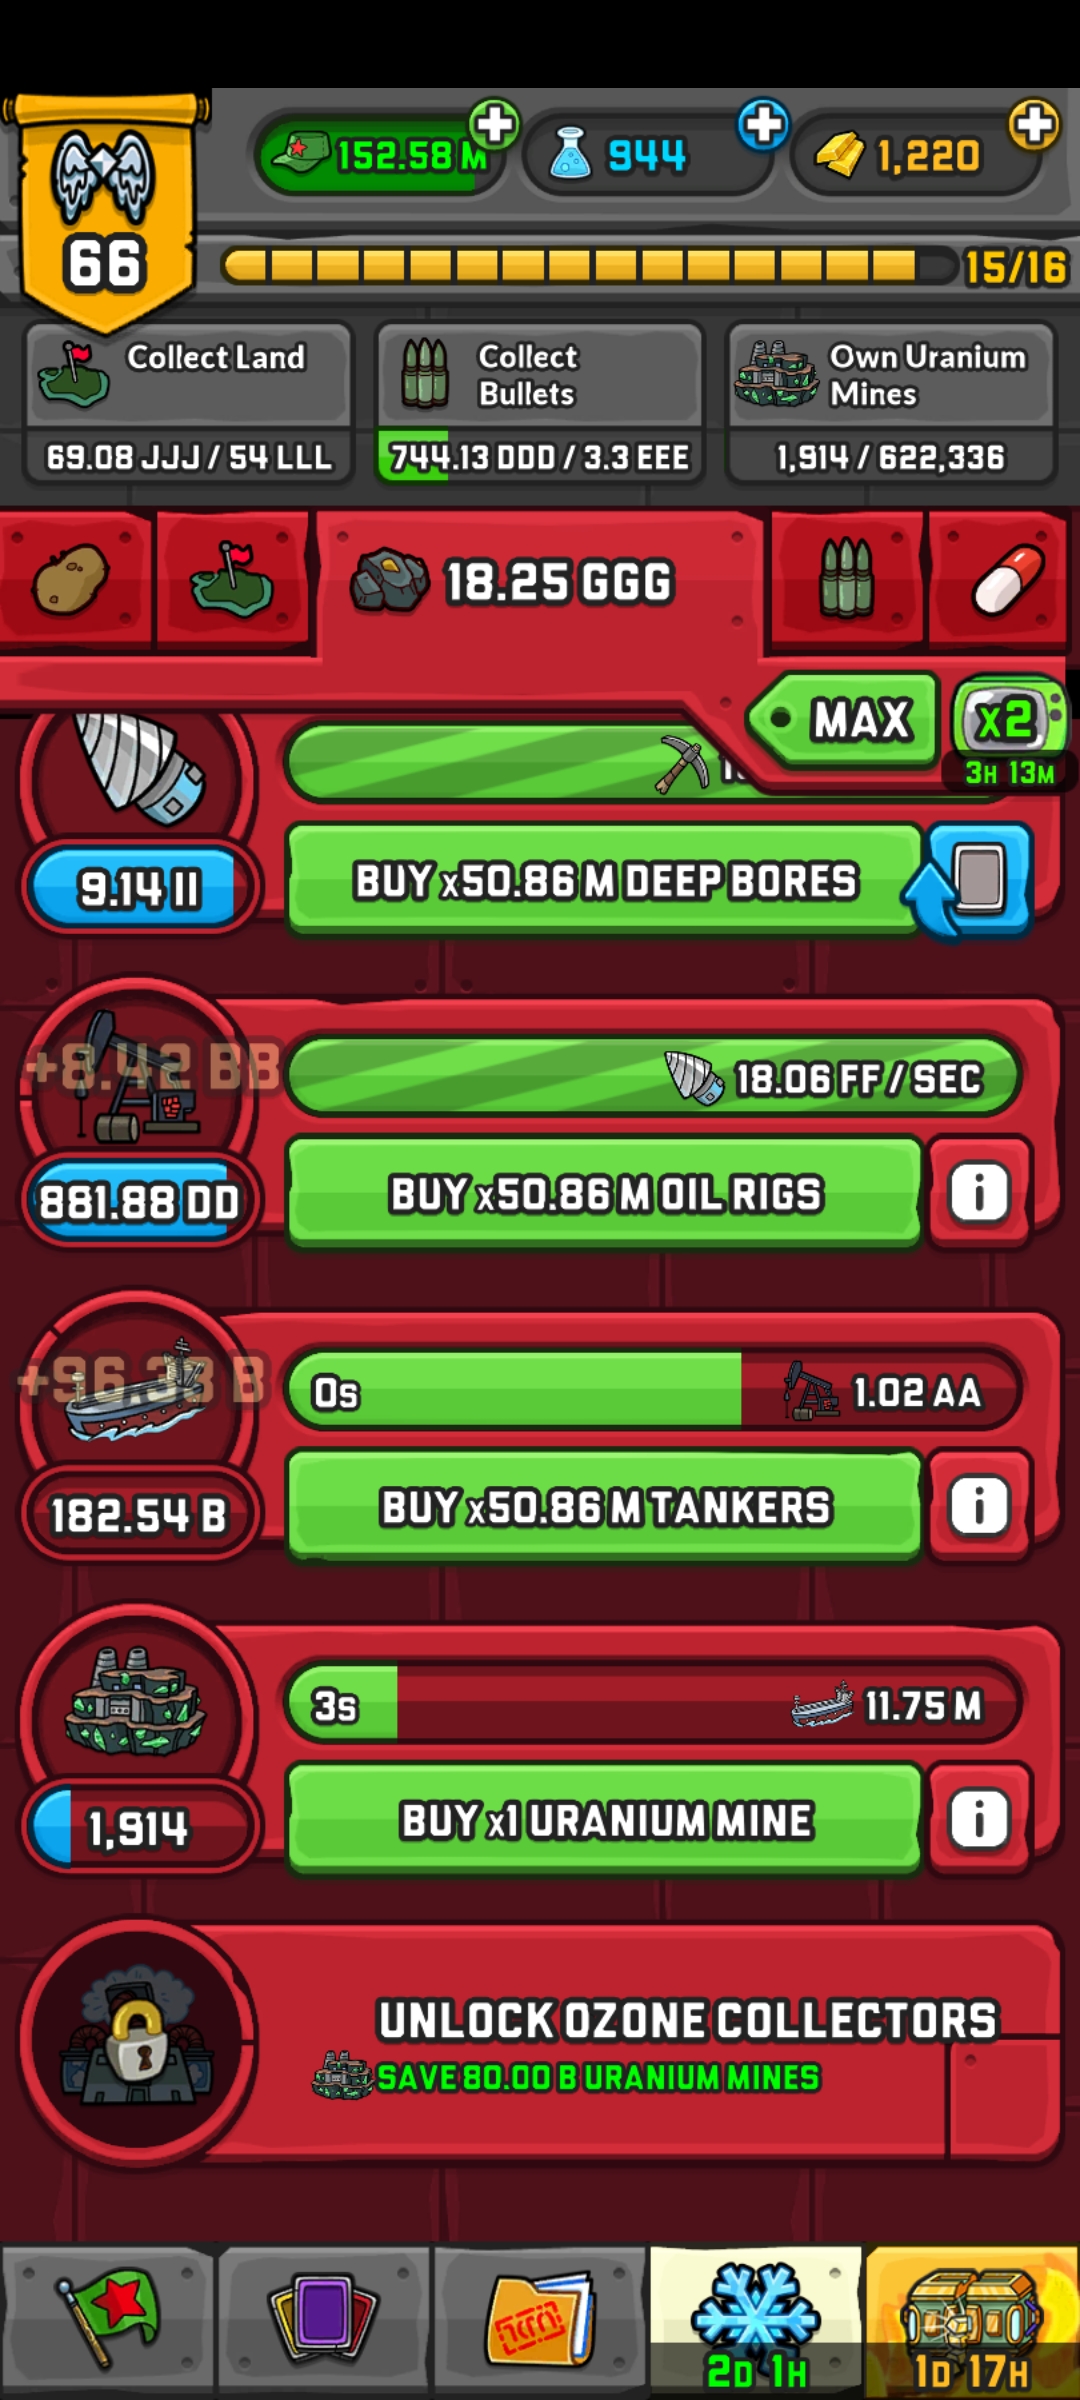 152.58 M
944
1,220
66
15/16
Collect Land
69.08 JJJ / 54 LLL
Collect
Bullets
744.13 DDD / 3.3 EEE
Own Uranium
Mines
1,914 / 622,336
18.25 GGG
MAX
x2
3H 13M
9.14 II
BUY x50.86 M DEEP BORES
+8.42 BB
18.06 FF / SEC
881.88 DD
BUY x50.86 M OIL RIGS
i
+96.33 B
0s
1.02 AA
182.54 B
BUY x50.86 M TANKERS
i
3s
11.75 M
1,914
BUY x1 URANIUM MINE
i
UNLOCK OZONE COLLECTORS
SAVE 80.00 B URANIUM MINES
2D 1H
1D 17H